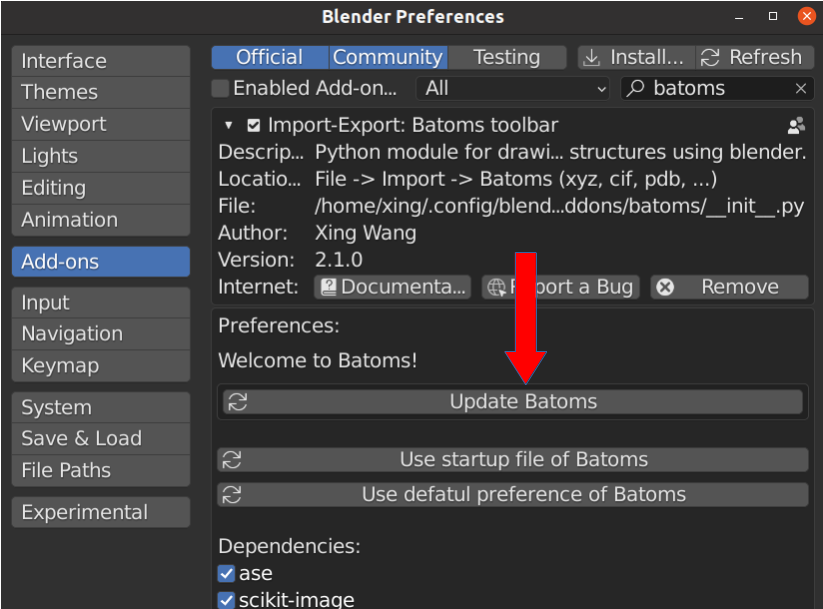 Blender Preferences
Interface
Themes
Viewport
Lights
Editing
Animation
Add-ons
Input
Navigation
Keymap
System
Save & Load
File Paths
Experimental
Official Community Testing Install... Refresh
Enabled Add-on... All batoms
Import-Export: Batoms toolbar
Descrip... Python module for drawi... structures using blender.
Locatio... File -> Import -> Batoms (xyz, cif, pdb, ...)
File: /home/xing/.config/blend...ddons/batoms/__init__.py
Author: Xing Wang
Version: 2.1.0
Internet: Documenta... Report a Bug Remove
Preferences:
Welcome to Batoms!
Update Batoms
Use startup file of Batoms
Use defatul preference of Batoms
Dependencies:
ase
scikit-image